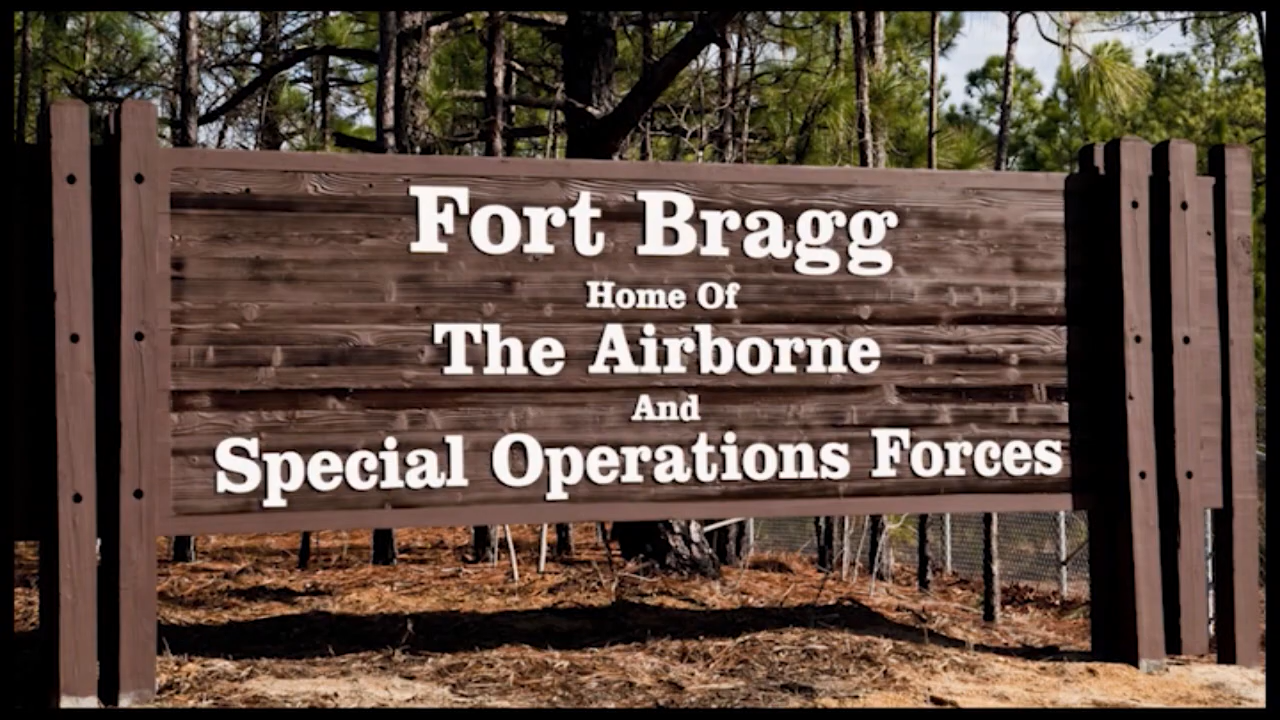 Fort Bragg
Home Of
The Airborne
And
Special Operations Forces